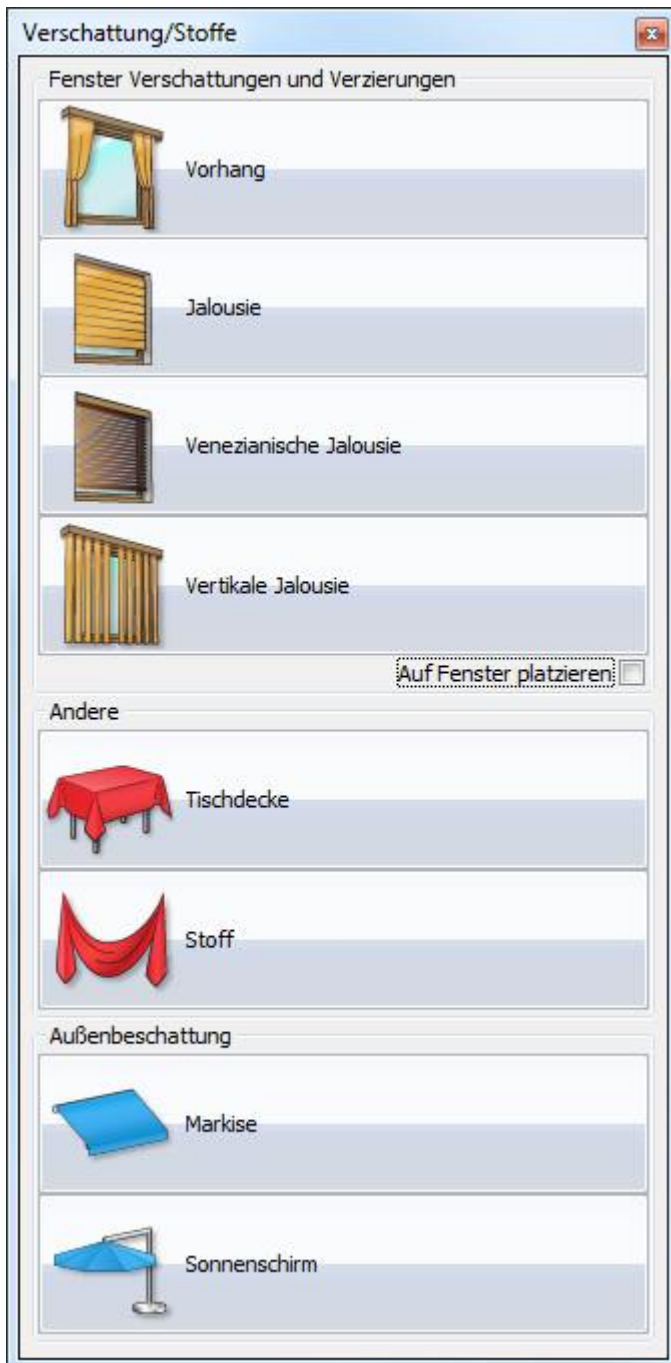 Verschattung/Stoffe
Fenster Verschattungen und Verzierungen
Vorhang
Jalousie
Venezianische Jalousie
Vertikale Jalousie
Auf Fenster platzieren
Andere
Tischdecke
Stoff
Außenbeschattung
Markise
Sonnenschirm